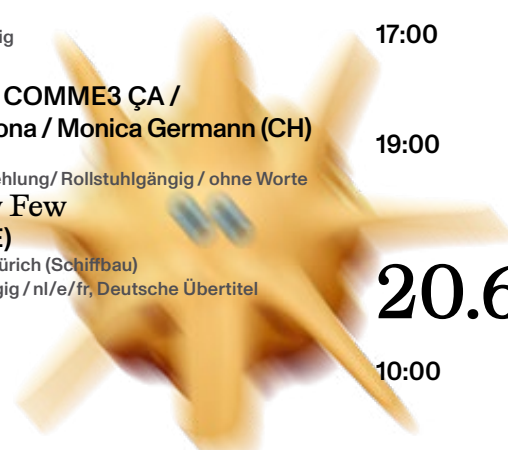 ig
COMME3 ÇA /
ona / Monica Germann (CH)
ehlung/ Rollstuhlgängig / ohne Worte
y Few
E)
ürich (Schiffbau)
gig / nl/e/fr, Deutsche Übertitel
17:00
19:00
20.6
10:00